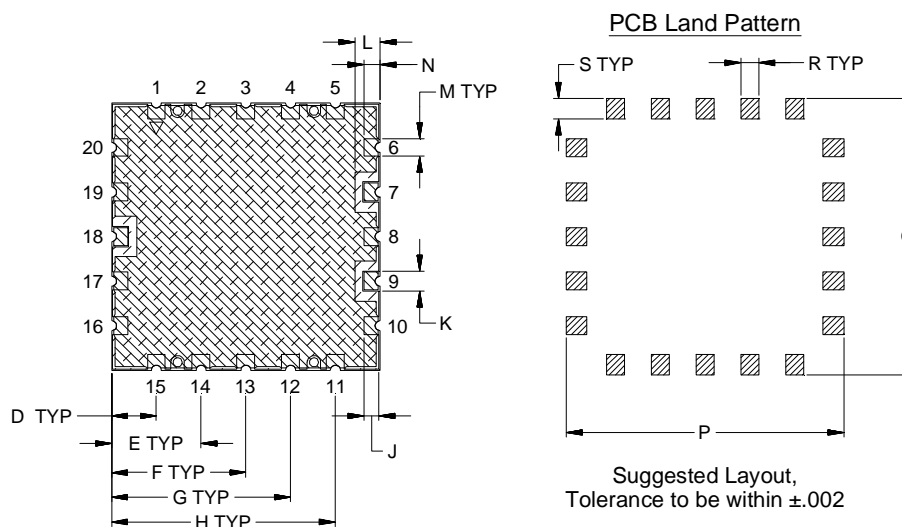 PCB Land Pattern
L
N
M TYP
S TYP
R TYP
1 2 3 4 5
20
19
18
17
16
6
7
8
9
10
K
15 14 13 12 11
D TYP
E TYP
J
F TYP
G TYP
H TYP
P
Suggested Layout,
Tolerance to be within ±.002